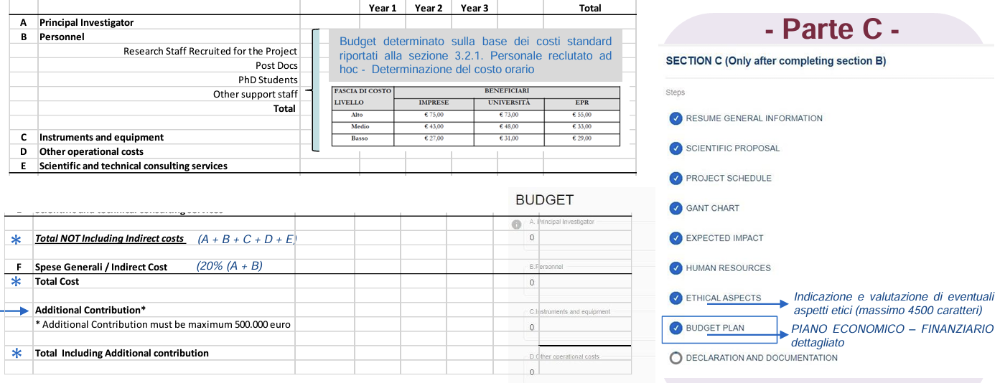 Year 1 Year 2 Year 3 Total
A Principal Investigator
B Personnel
Research Staff Recruited for the Project
Post Docs
PhD Students
Other support staff
Total
C Instruments and equipment
D Other operational costs
E Scientific and technical consulting services
Budget determinato sulla base dei costi standard
riportati alla sezione 3.2.1. Personale reclutato ad
hoc - Determinazione del costo orario
FASCIA DI COSTO BENEFICIARI
LIVELLO IMPRESE UNIVERSITÀ EPR
Alto € 75,00 € 73,00 € 55,00
Medio € 43,00 € 48,00 € 33,00
Basso € 27,00 € 31,00 € 29,00
Scientific and technical consulting services
* Total NOT Including Indirect costs (A + B + C + D + E)
F Spese Generali / Indirect Cost (20% (A + B)
* Total Cost
Additional Contribution*
* Additional Contribution must be maximum 500.000 euro
* Total Including Additional contribution
BUDGET
A. Principal Investigator
0
B.Personnel
0
C.Instruments and equipment
0
D.Other operational costs
0
- Parte C -
SECTION C (Only after completing section B)
Steps
RESUME GENERAL INFORMATION
SCIENTIFIC PROPOSAL
PROJECT SCHEDULE
GANT CHART
EXPECTED IMPACT
HUMAN RESOURCES
ETHICAL ASPECTS
Indicazione e valutazione di eventuali
aspetti etici (massimo 4500 caratteri)
BUDGET PLAN
PIANO ECONOMICO – FINANZIARIO
dettagliato
DECLARATION AND DOCUMENTATION